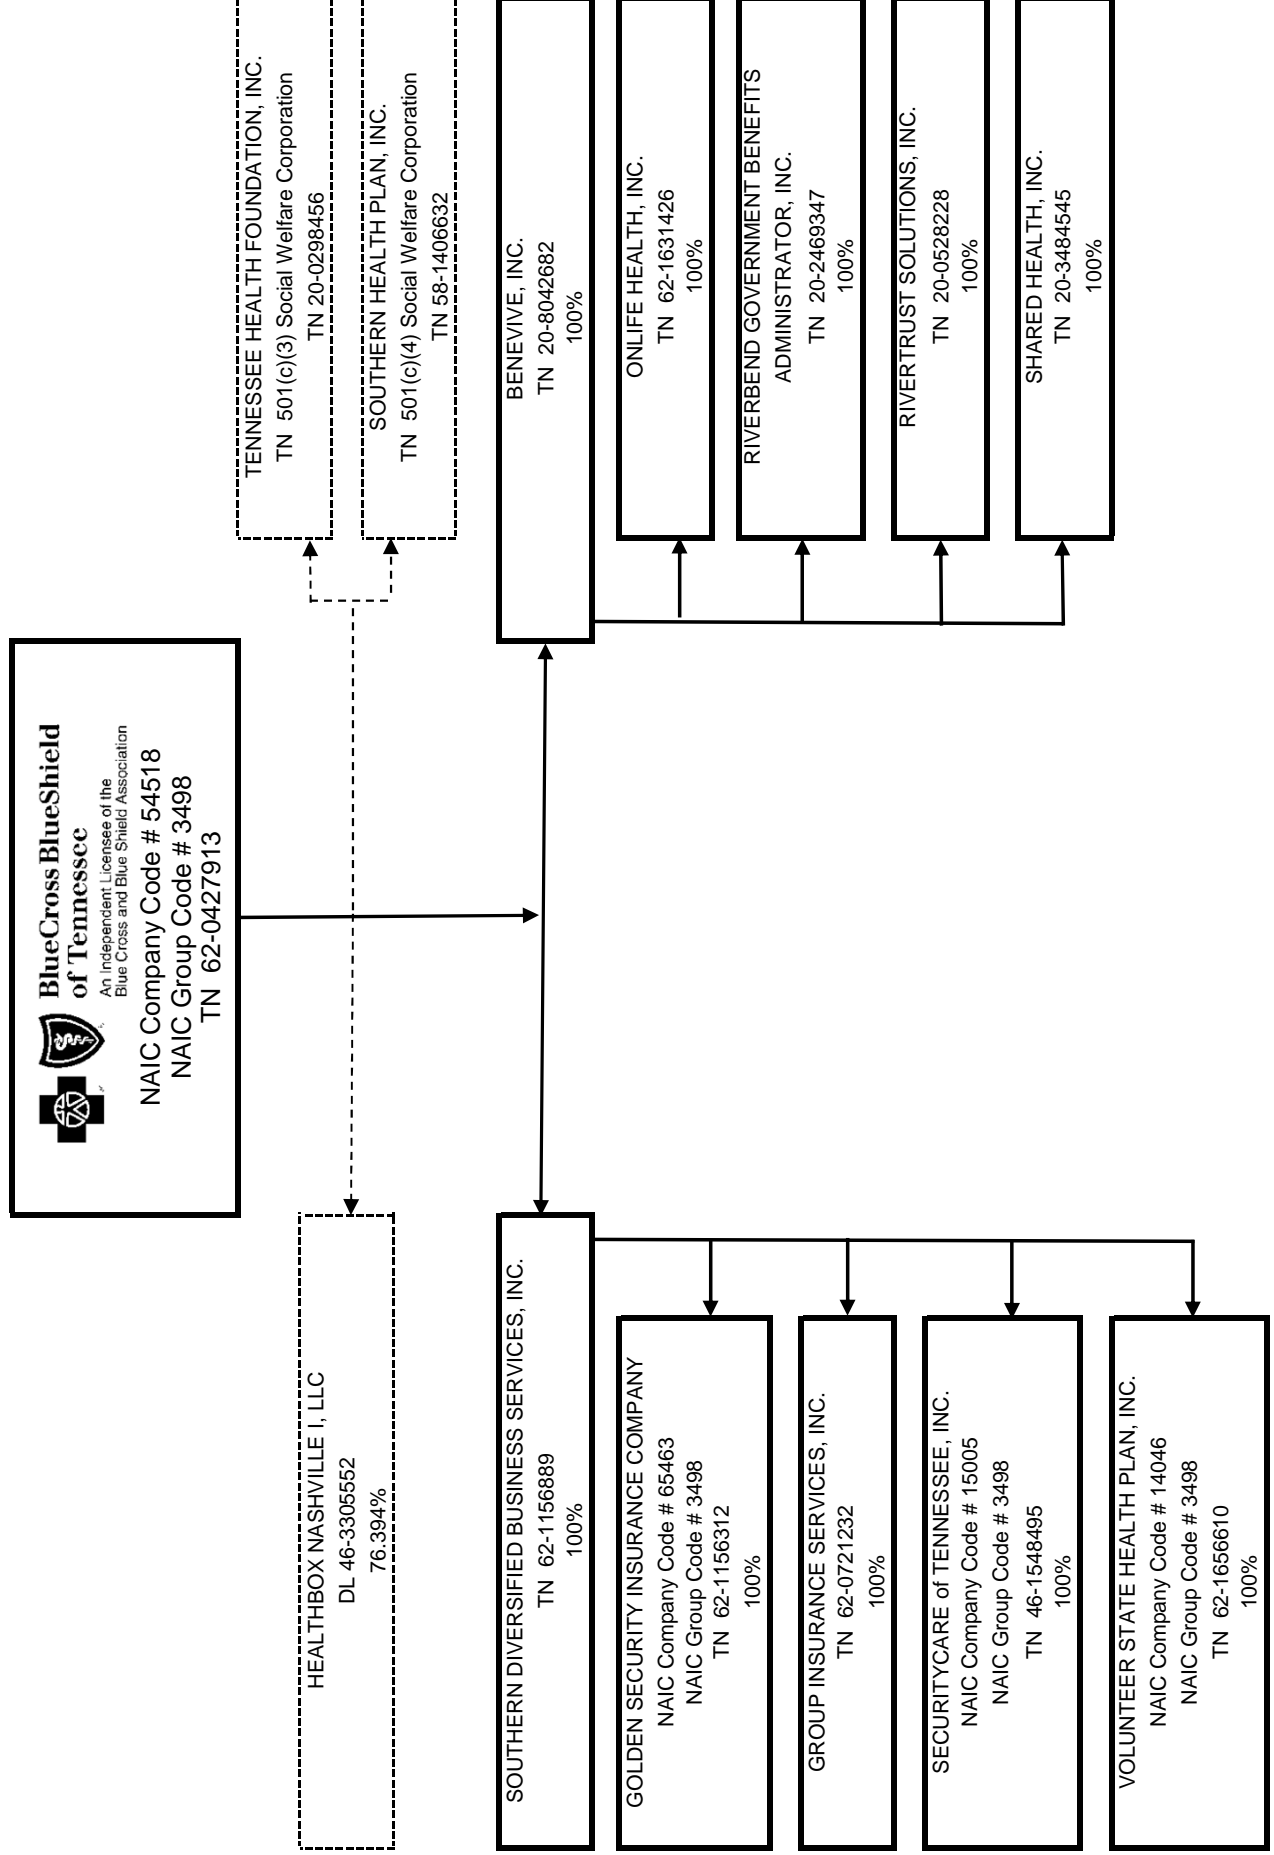 BlueCross BlueShield
of Tennessee
An Independent Licensee of the
Blue Cross and Blue Shield Association
NAIC Company Code # 54518
NAIC Group Code # 3498
TN 62-0427913
HEALTHBOX NASHVILLE I, LLC
DL 46-3305552
76.394%
TENNESSEE HEALTH FOUNDATION, INC.
TN 501(c)(3) Social Welfare Corporation
TN 20-0298456
SOUTHERN HEALTH PLAN, INC.
TN 501(c)(4) Social Welfare Corporation
TN 58-1406632
SOUTHERN DIVERSIFIED BUSINESS SERVICES, INC.
TN 62-1156889
100%
GOLDEN SECURITY INSURANCE COMPANY
NAIC Company Code # 65463
NAIC Group Code # 3498
TN 62-1156312
100%
GROUP INSURANCE SERVICES, INC.
TN 62-0721232
100%
SECURITYCARE of TENNESSEE, INC.
NAIC Company Code # 15005
NAIC Group Code # 3498
TN 46-1548495
100%
VOLUNTEER STATE HEALTH PLAN, INC.
NAIC Company Code # 14046
NAIC Group Code # 3498
TN 62-1656610
100%
BENEVIVE, INC.
TN 20-8042682
100%
ONLIFE HEALTH, INC.
TN 62-1631426
100%
RIVERBEND GOVERNMENT BENEFITS
ADMINISTRATOR, INC.
TN 20-2469347
100%
RIVERTRUST SOLUTIONS, INC.
TN 20-0528228
100%
SHARED HEALTH, INC.
TN 20-3484545
100%